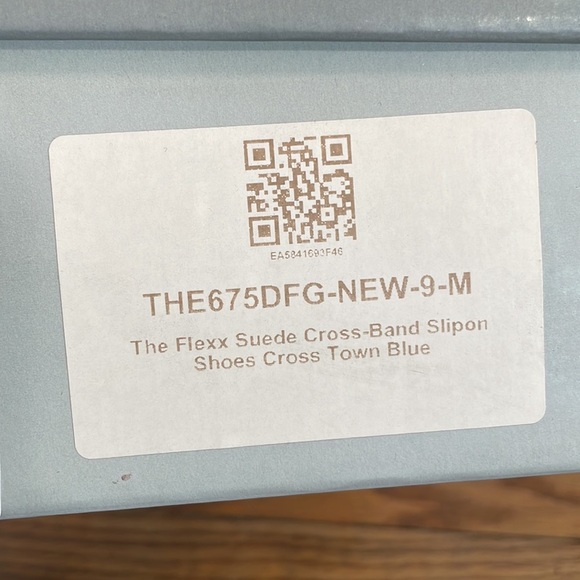 EA5841693F46
THE675DFG-NEW-9-M
The Flexx Suede Cross-Band Slipon
Shoes Cross Town Blue